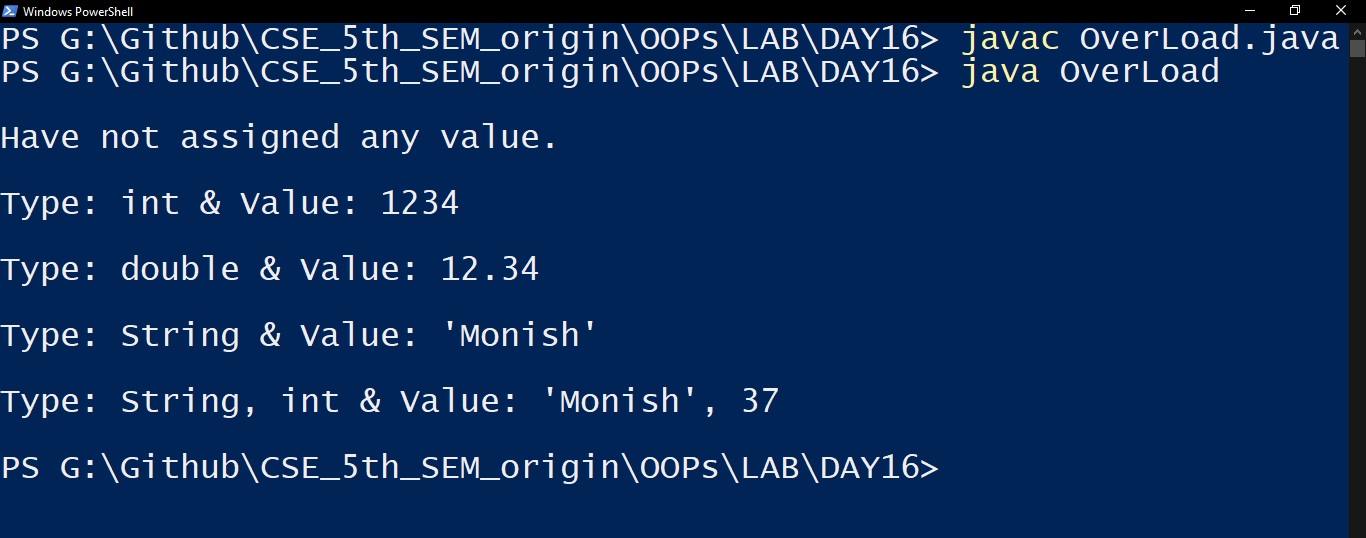 Windows PowerShell
PS G:\Github\CSE_5th_SEM_origin\OOPs\LAB\DAY16> javac OverLoad.java
PS G:\Github\CSE_5th_SEM_origin\OOPs\LAB\DAY16> java OverLoad
Have not assigned any value.
Type: int & Value: 1234
Type: double & Value: 12.34
Type: String & Value: 'Monish'
Type: String, int & Value: 'Monish', 37
PS G:\Github\CSE_5th_SEM_origin\OOPs\LAB\DAY16>